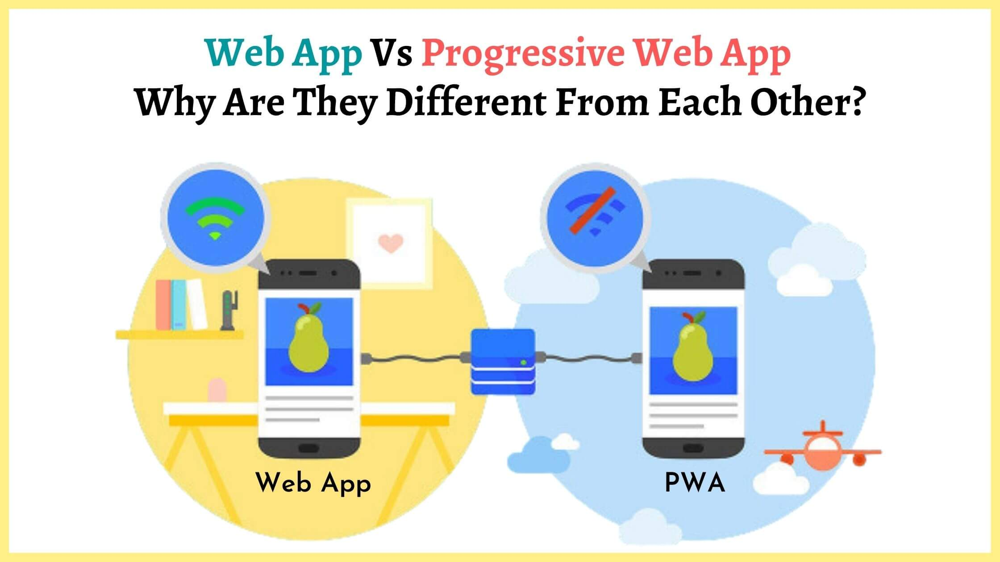 Web App Vs Progressive Web App
Why Are They Different From Each Other?
Web App
PWA